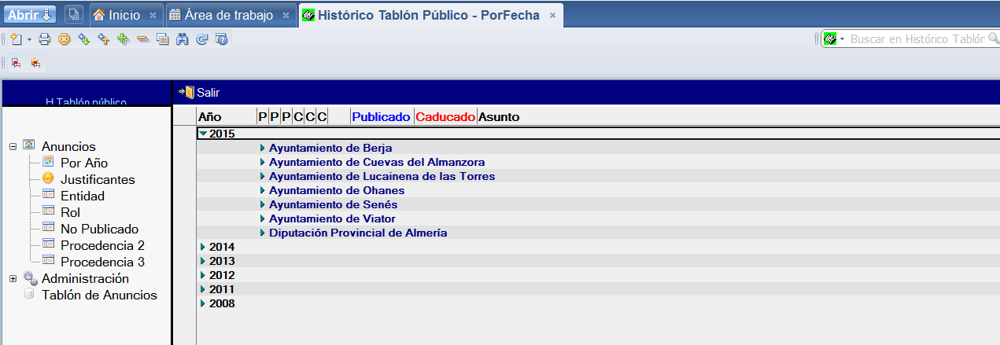 Abrir Inicio × Área de trabajo × Histórico Tablón Público - PorFecha ×
Buscar en Histórico Tablón
H Tablón público
Salir
Año P P P C C C Publicado Caducado Asunto
2015
Ayuntamiento de Berja
Ayuntamiento de Cuevas del Almanzora
Ayuntamiento de Lucainena de las Torres
Ayuntamiento de Ohanes
Ayuntamiento de Senés
Ayuntamiento de Viator
Diputación Provincial de Almería
2014
2013
2012
2011
2008
Anuncios
Por Año
Justificantes
Entidad
Rol
No Publicado
Procedencia 2
Procedencia 3
Administración
Tablón de Anuncios